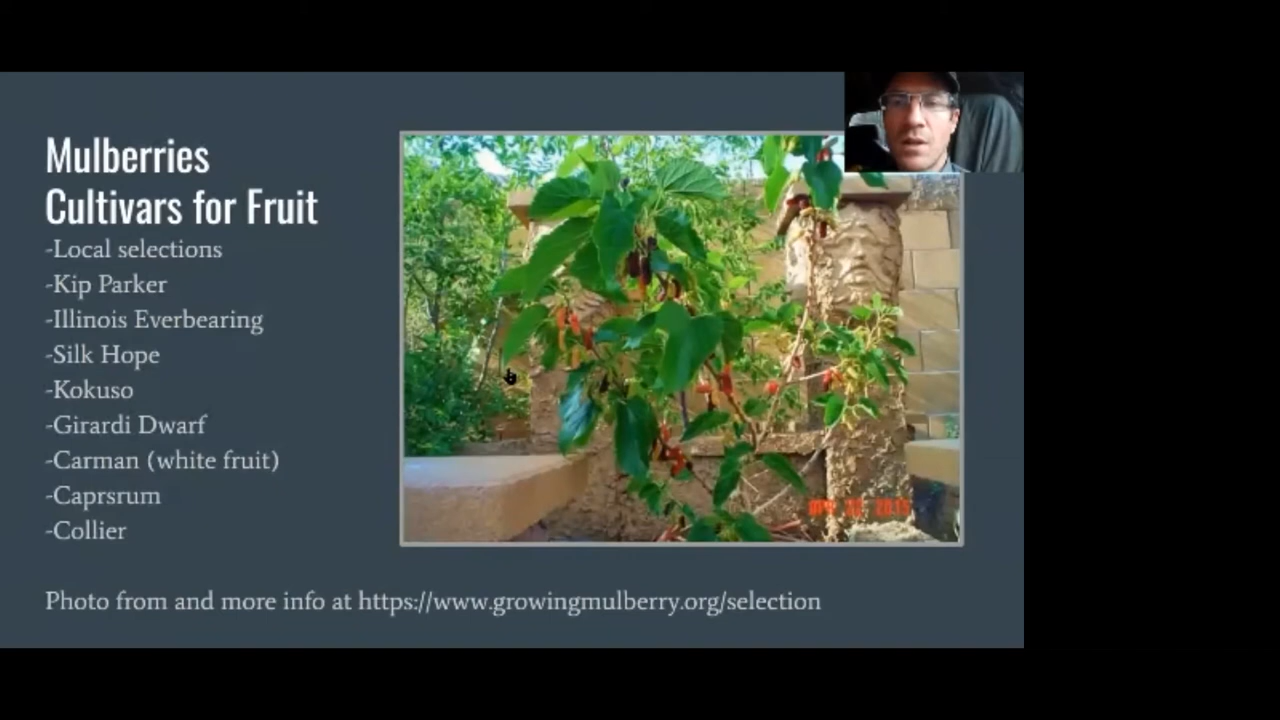 Mulberries
Cultivars for Fruit
-Local selections
-Kip Parker
-Illinois Everbearing
-Silk Hope
-Kokuso
-Girardi Dwarf
-Carman (white fruit)
-Caprsrum
-Collier
Photo from and more info at https://www.growingmulberry.org/selection